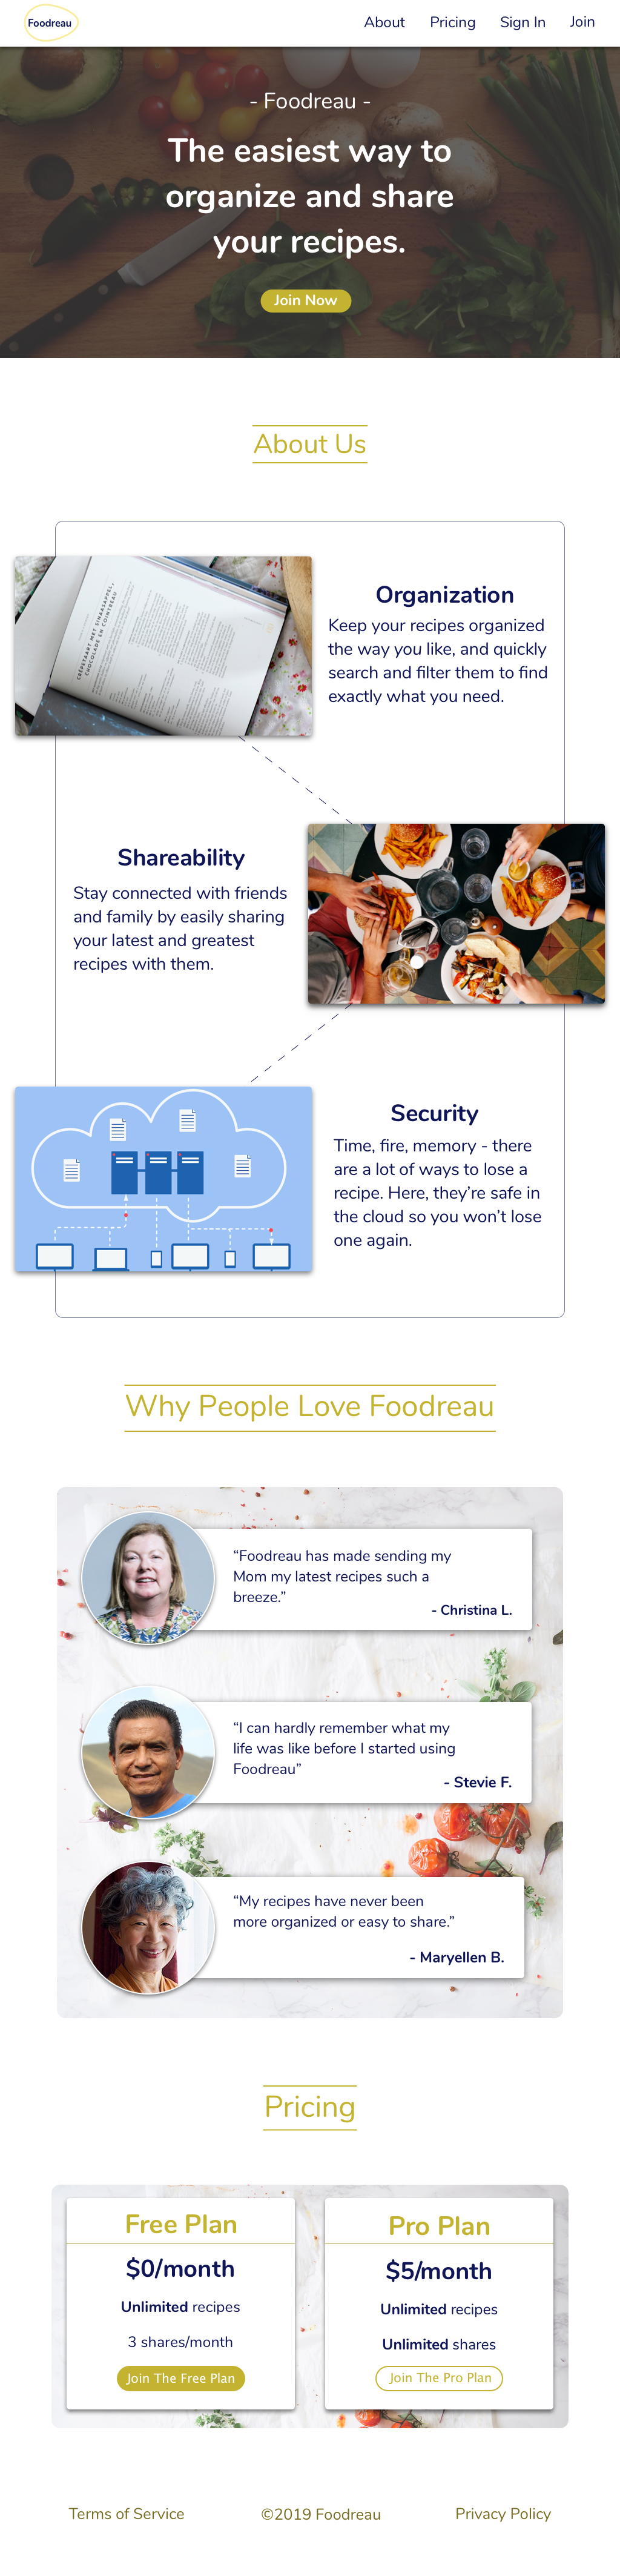 Foodreau
About
Pricing
Sign In
Join
- Foodreau -
The easiest way to
organize and share
your recipes.
Join Now
About Us
CRÈMETAART MET SINAASAPPEL,
CHOCOLADE EN COINTREAU
Organization
Keep your recipes organized
the way you like, and quickly
search and filter them to find
exactly what you need.
Shareability
Stay connected with friends
and family by easily sharing
your latest and greatest
recipes with them.
Security
Time, fire, memory - there
are a lot of ways to lose a
recipe. Here, they’re safe in
the cloud so you won’t lose
one again.
Why People Love Foodreau
“Foodreau has made sending my
Mom my latest recipes such a
breeze.”
- Christina L.
“I can hardly remember what my
life was like before I started using
Foodreau”
- Stevie F.
“My recipes have never been
more organized or easy to share.”
- Maryellen B.
Pricing
Free Plan
$0/month
Unlimited recipes
3 shares/month
Join The Free Plan
Pro Plan
$5/month
Unlimited recipes
Unlimited shares
Join The Pro Plan
Terms of Service
©2019 Foodreau
Privacy Policy